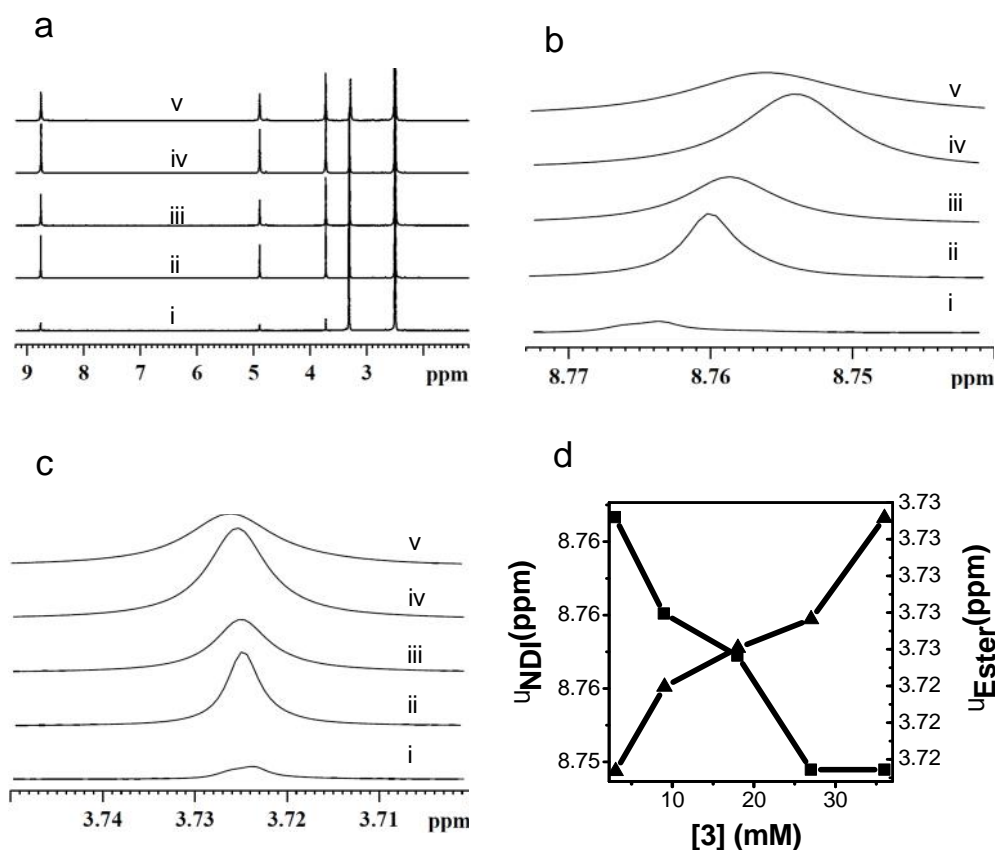 a
v
iv
iii
ii
i
9 8 7 6 5 4 3 ppm
b
v
iv
iii
ii
i
8.77 8.76 8.75 ppm
c
v
iv
iii
ii
i
3.74 3.73 3.72 3.71 ppm
d
8.76
8.76
8.76
8.75
υNDI(ppm)
3.73
3.73
3.73
3.73
3.73
3.72
3.72
3.72
υEster(ppm)
10 20 30
[3] (mM)